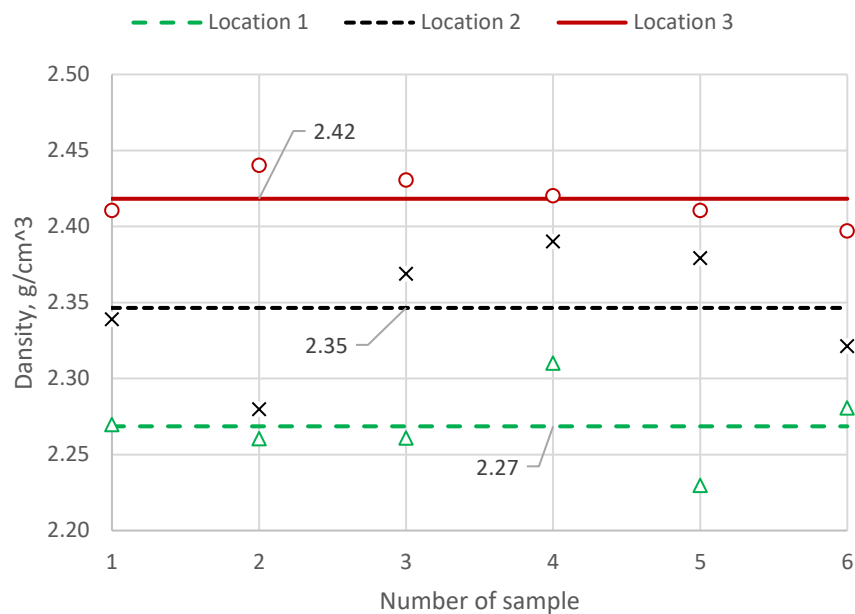 Location 1 Location 2 Location 3
2.50
2.45
2.40
2.35
2.30
2.25
2.20
2.42
2.35
2.27
1 2 3 4 5 6
Dansity, g/cm^3
Number of sample